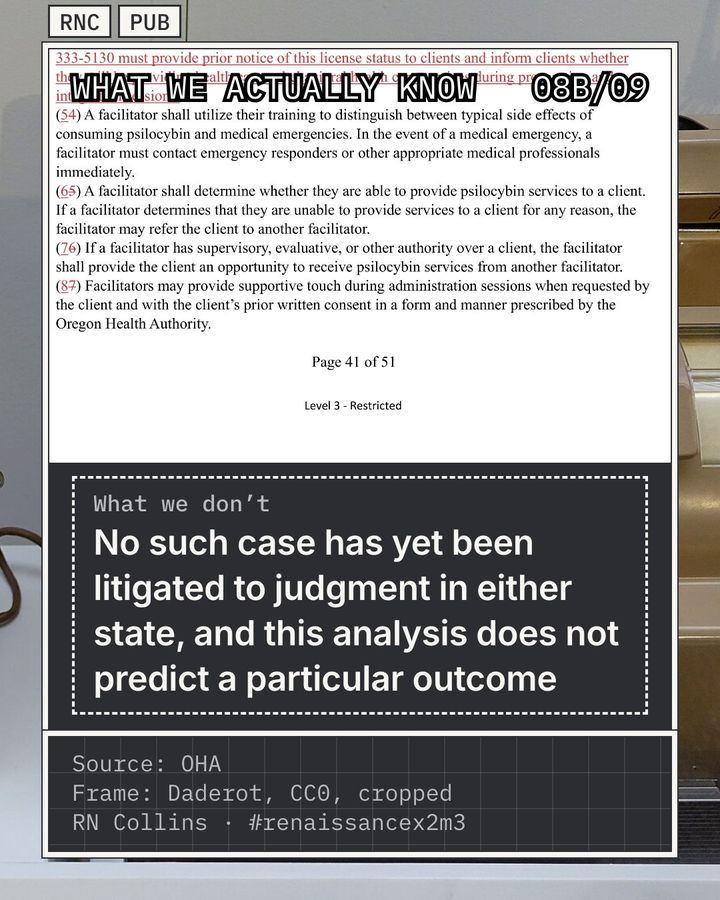 RNC PUB
333-5130 must provide prior notice of this license status to clients and inform clients whether
WHAT WE ACTUALLY KNOW 08B/09
(54) A facilitator shall utilize their training to distinguish between typical side effects of
consuming psilocybin and medical emergencies. In the event of a medical emergency, a
facilitator must contact emergency responders or other appropriate medical professionals
immediately.
(65) A facilitator shall determine whether they are able to provide psilocybin services to a client.
If a facilitator determines that they are unable to provide services to a client for any reason, the
facilitator may refer the client to another facilitator.
(76) If a facilitator has supervisory, evaluative, or other authority over a client, the facilitator
shall provide the client an opportunity to receive psilocybin services from another facilitator.
(87) Facilitators may provide supportive touch during administration sessions when requested by
the client and with the client’s prior written consent in a form and manner prescribed by the
Oregon Health Authority.
Page 41 of 51
Level 3 - Restricted
What we don’t
No such case has yet been
litigated to judgment in either
state, and this analysis does not
predict a particular outcome
Source: OHA
Frame: Daderot, CC0, cropped
RN Collins · #renaissancex2m3